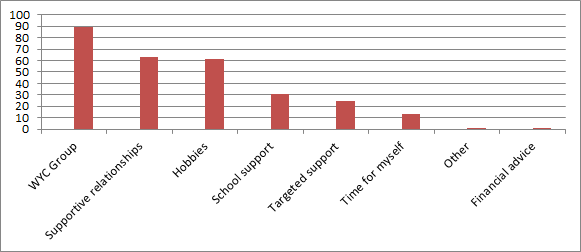 100
90
80
70
60
50
40
30
20
10
0
WYC Group
Supportive relationships
Hobbies
School support
Targeted support
Time for myself
Other
Financial advice